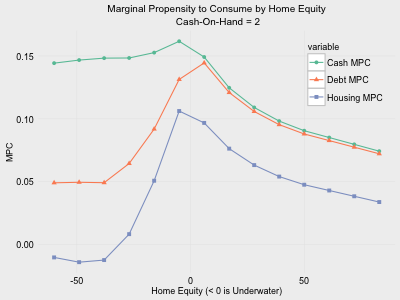 Marginal Propensity to Consume by Home Equity
Cash-On-Hand = 2
variable
Cash MPC
Debt MPC
Housing MPC
MPC
0.15
0.10
0.05
0.00
-50
0
50
Home Equity (< 0 is Underwater)